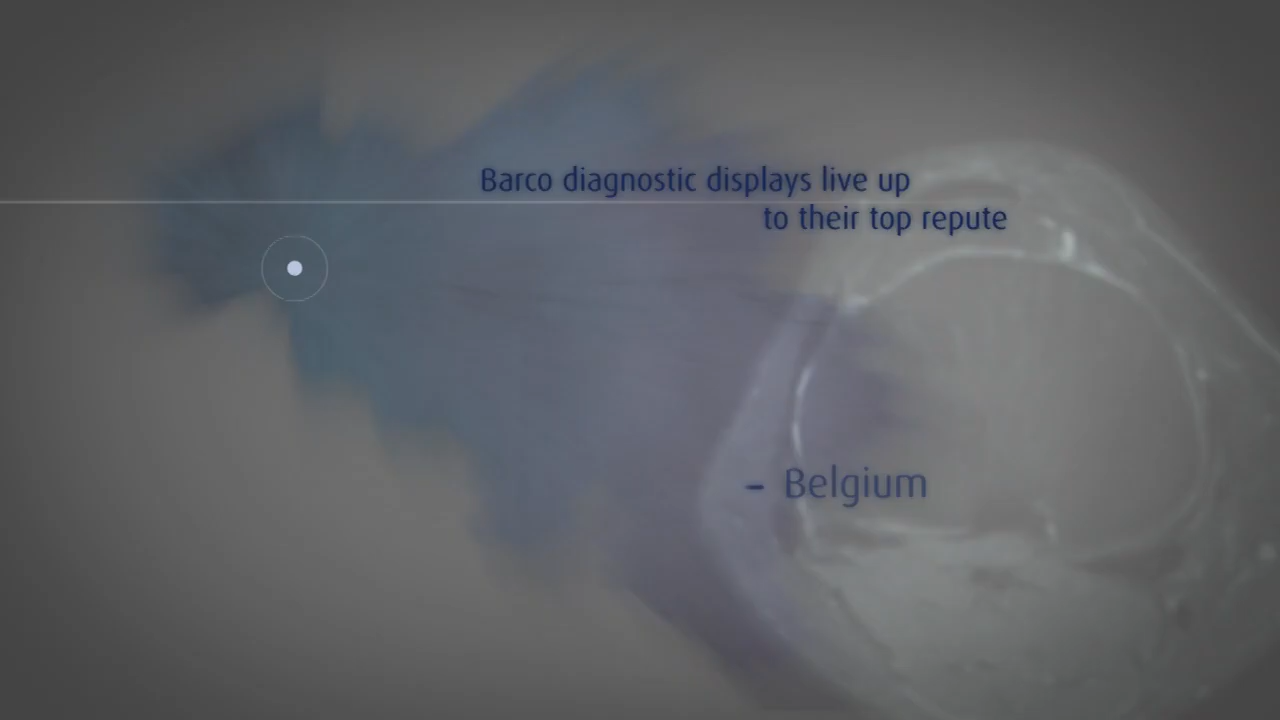 Barco diagnostic displays live up
to their top repute
- Belgium